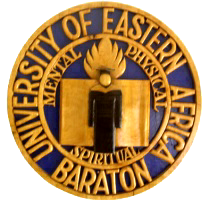 UNIVERSITY OF EASTERN AFRICA
BARATON
MENTAL
PHYSICAL
SPIRITUAL